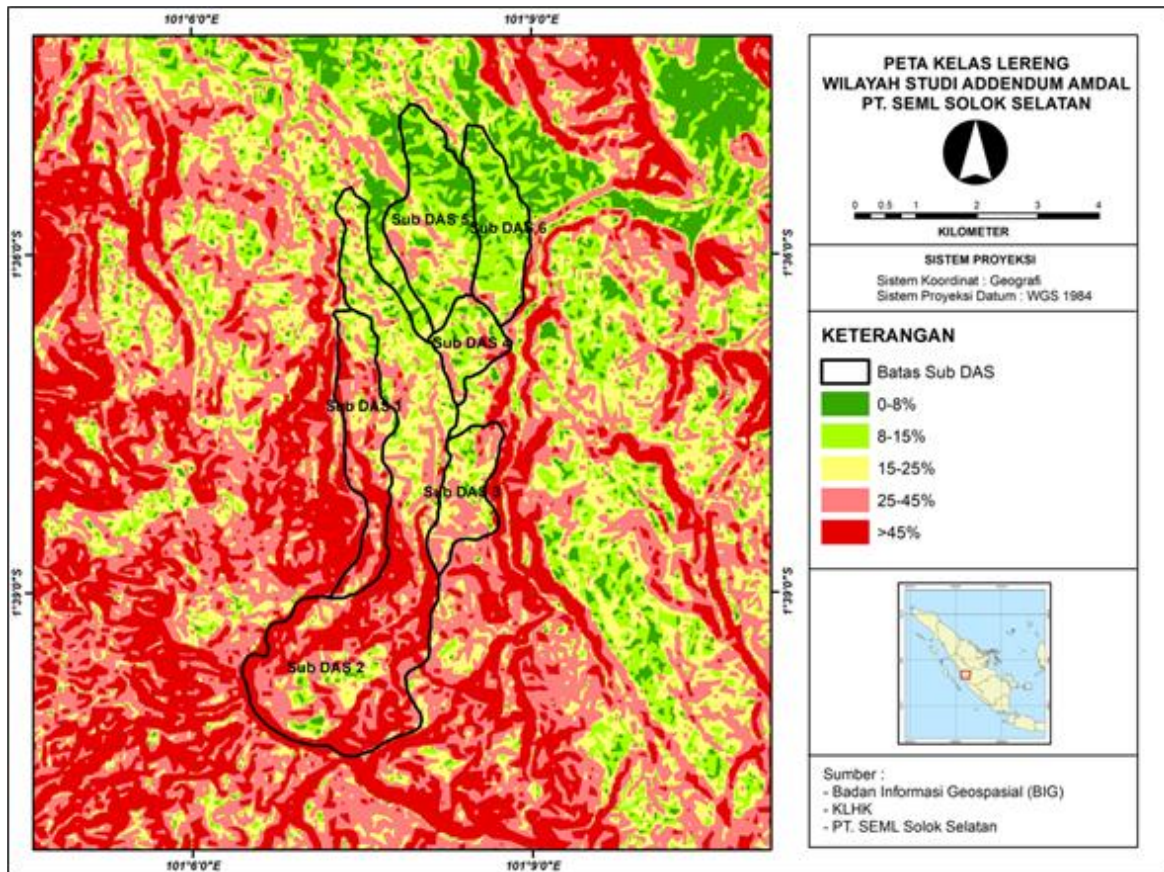 101°6'0"E
101°9'0"E
1°36'0"S
1°36'0"S
1°39'0"S
1°39'0"S
101°6'0"E
101°9'0"E
Sub DAS 5
Sub DAS 6
Sub DAS 4
Sub DAS 1
Sub DAS 3
Sub DAS 2
PETA KELAS LERENG
WILAYAH STUDI ADDENDUM AMDAL
PT. SEML SOLOK SELATAN
0 0.5 1 2 3 4
KILOMETER
SISTEM PROYEKSI
Sistem Koordinat : Geografi
Sistem Proyeksi Datum : WGS 1984
KETERANGAN
Batas Sub DAS
0-8%
8-15%
15-25%
25-45%
>45%
Sumber :
- Badan Informasi Geospasial (BIG)
- KLHK
- PT. SEML Solok Selatan